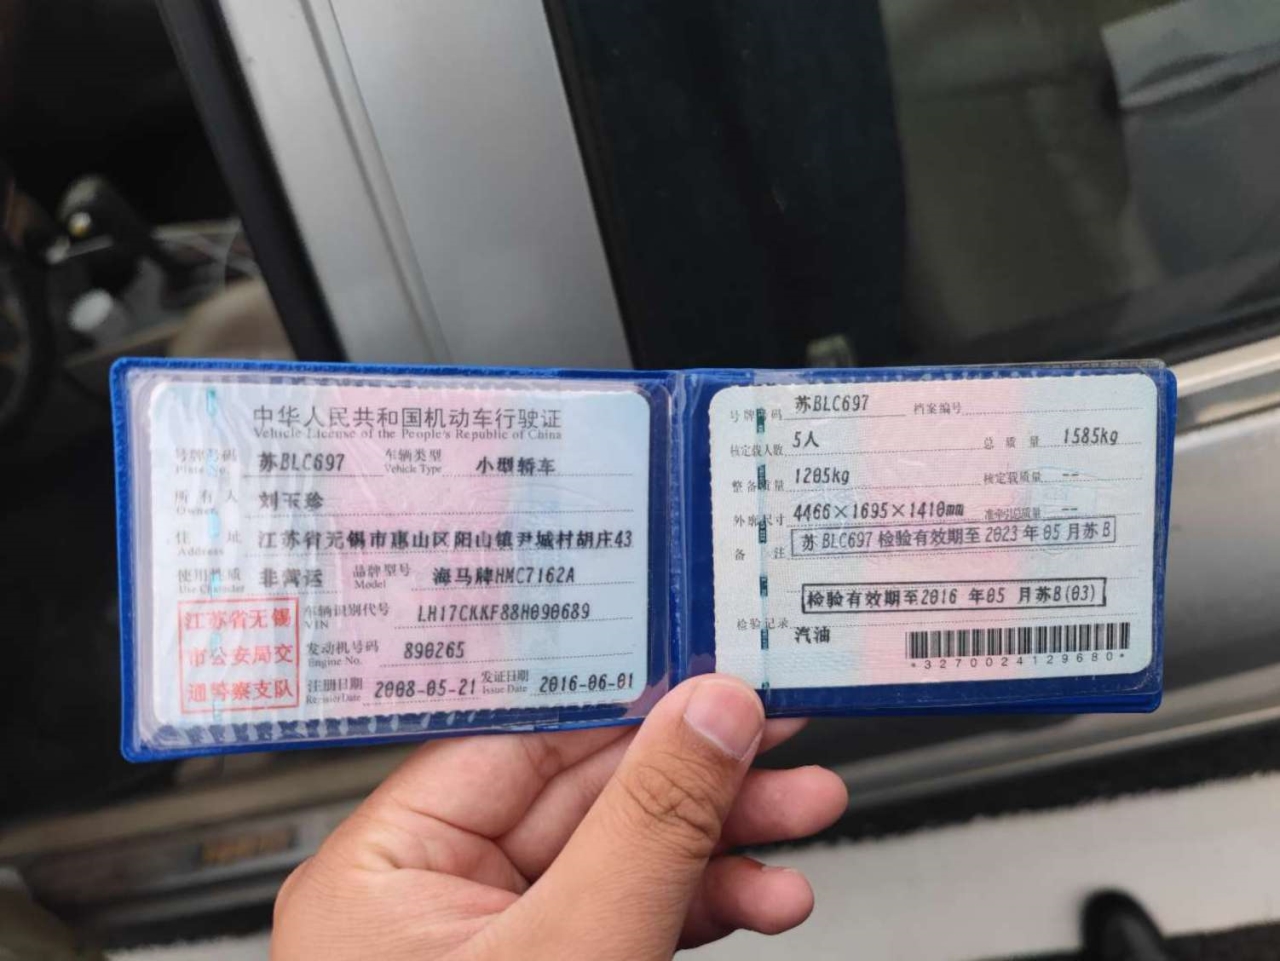 中华人民共和国机动车行驶证
Vehicle License of the People's Republic of China
号牌号码 苏BLC697 车辆类型 小型轿车
Plate No. Vehicle Type
所有人 刘玉珍
Owner
住址 江苏省无锡市惠山区阳山镇尹城村胡庄43
Address
使用性质 非营运 品牌型号 海马牌HMC7162A
Use Character Model
江苏省无锡
市公安局交
通警察支队
车辆识别代号 LH17CKKF88H090689
VIN
发动机号码 890265
Engine No.
注册日期 2008-05-21 发证日期 2016-06-01
Register Date Issue Date
号牌号码 苏BLC697 档案编号
核定载人数 5人 总质量 1585kg
整备质量 1205kg 核定载质量 --
外廓尺寸 4466×1695×1410mm 准牵引总质量 --
备注 苏BLC697 检验有效期至 2023 年 05 月苏B
检验有效期至2016 年05 月苏B(03)
检验记录
汽油
*3270024129680*